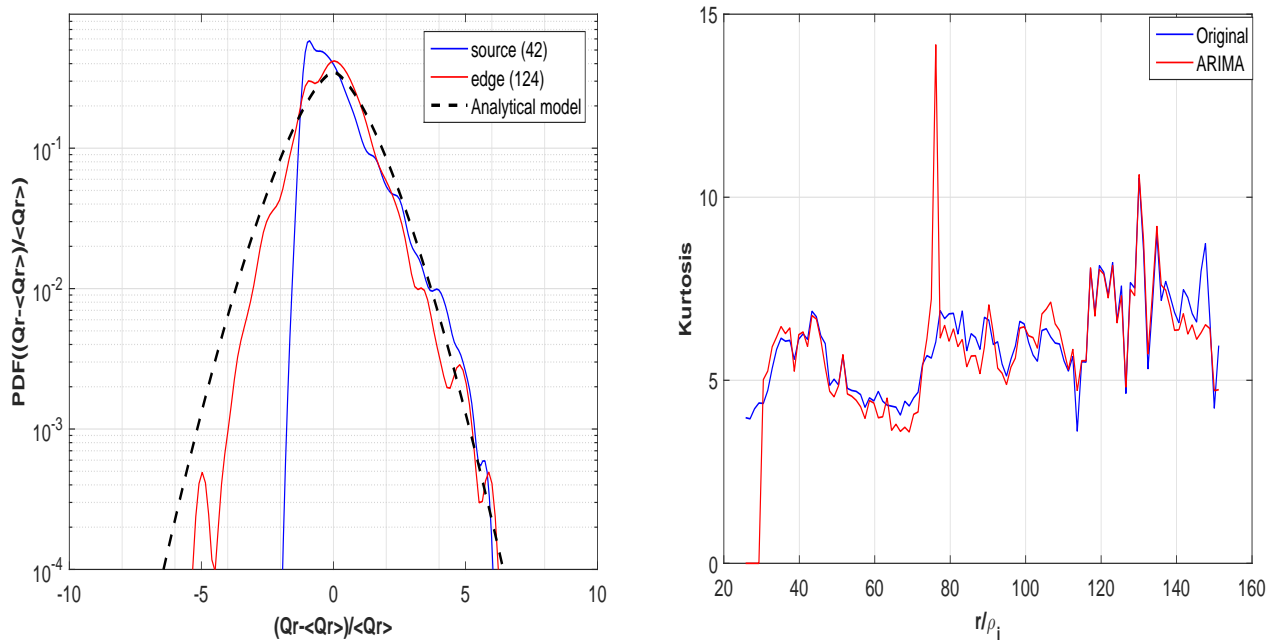 source (42)
edge (124)
Analytical model
10^-1
10^-2
10^-3
10^-4
-10
-5
0
5
10
PDF((Qr-<Qr>)/<Qr>)
(Qr-<Qr>)/<Qr>
Original
ARIMA
15
10
5
0
20
40
60
80
100
120
140
160
Kurtosis
r/ρ_i